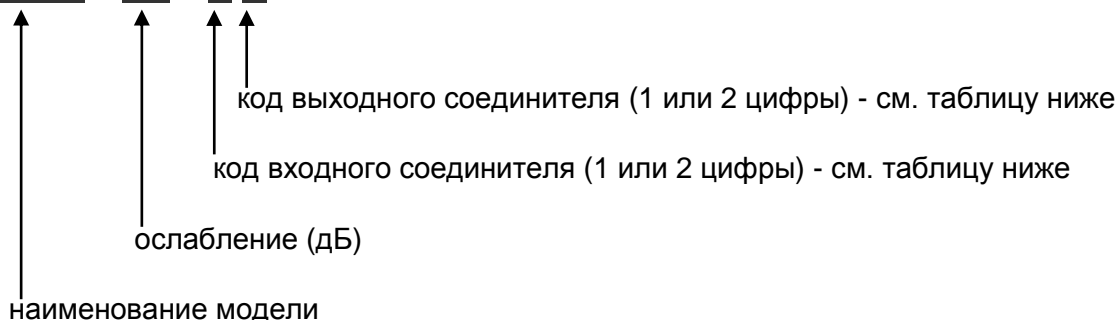 код выходного соединителя (1 или 2 цифры) - см. таблицу ниже
код входного соединителя (1 или 2 цифры) - см. таблицу ниже
ослабление (дБ)
наименование модели